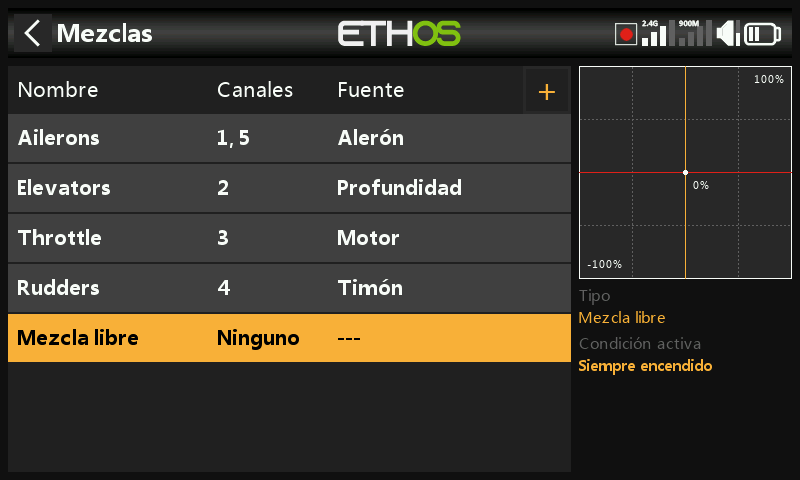 Mezclas
ETHOS
2.4G 900M
Nombre Canales Fuente +
100%
Ailerons 1, 5 Alerón
Elevators 2 Profundidad
0%
Throttle 3 Motor
-100%
Rudders 4 Timón
Tipo
Mezcla libre
Mezcla libre Ninguno ---
Condición activa
Siempre encendido